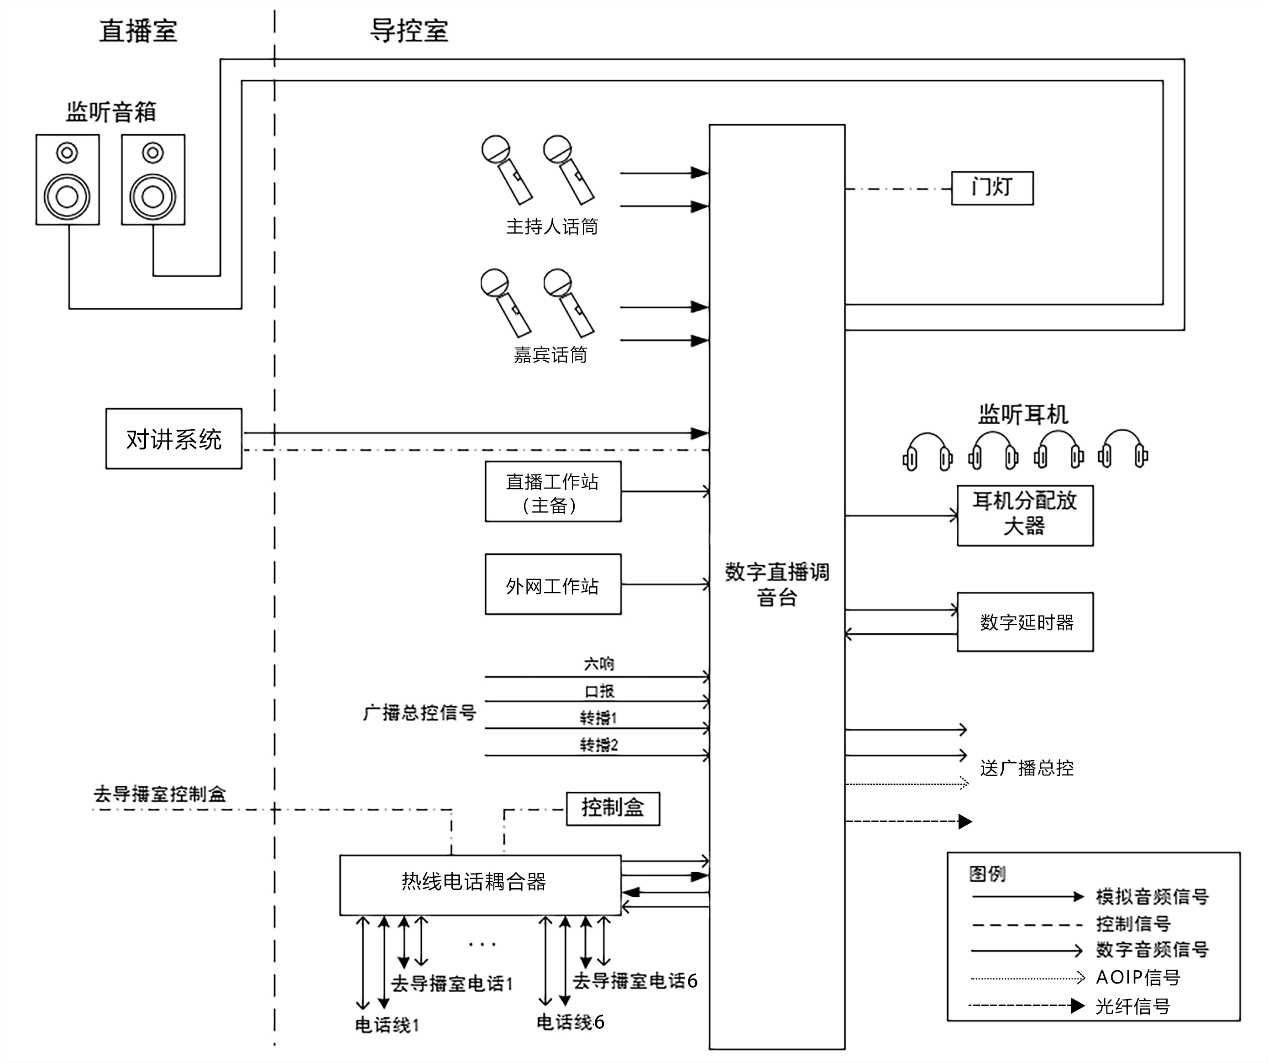 直播室
导控室
监听音箱
主持人话筒
门灯
嘉宾话筒
对讲系统
监听耳机
直播工作站
（主备）
耳机分配放
大器
外网工作站
数字直播调
音台
数字延时器
六响
口报
广播总控信号
转播1
转播2
送广播总控
去导播室控制盒
控制盒
热线电话耦合器
...
去导播室电话1
去导播室电话6
电话线1
电话线6
图例
模拟音频信号
控制信号
数字音频信号
AOIP信号
光纤信号